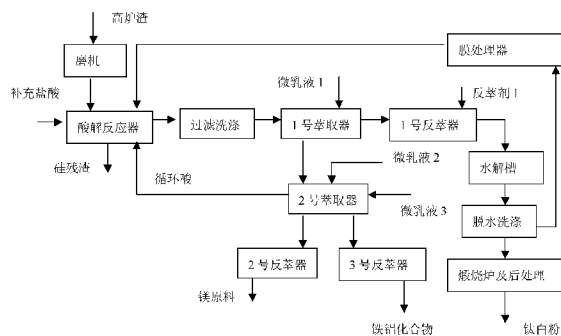 高炉渣
磨机
膜处理器
补充盐酸
微乳液 1
反萃剂 1
酸解反应器
过滤洗涤
1 号萃取器
1 号反萃器
硅残渣
循环酸
微乳液 2
水解槽
2 号萃取器
微乳液 3
脱水洗涤
2 号反萃器
3 号反萃器
煅烧炉及后处理
镁原料
铁铝化合物
钛白粉